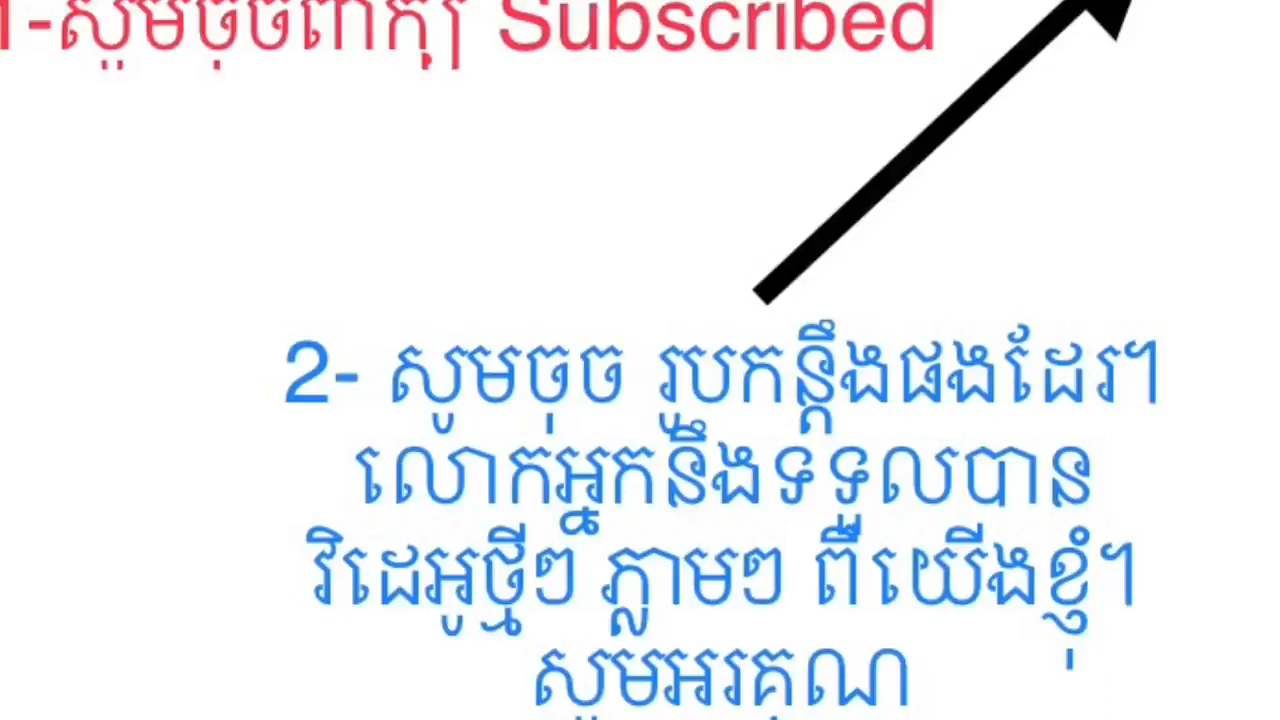 1-សូមចុចពាក្យ Subscribed
2- សូមចុច រូបកន្តឹងផងដែរ។
លោកអ្នកនឹងទទួលបាន
វិដេអូថ្មីៗ ភ្លាមៗ ពីយើងខ្ញុំ។
សូមអរគុណ